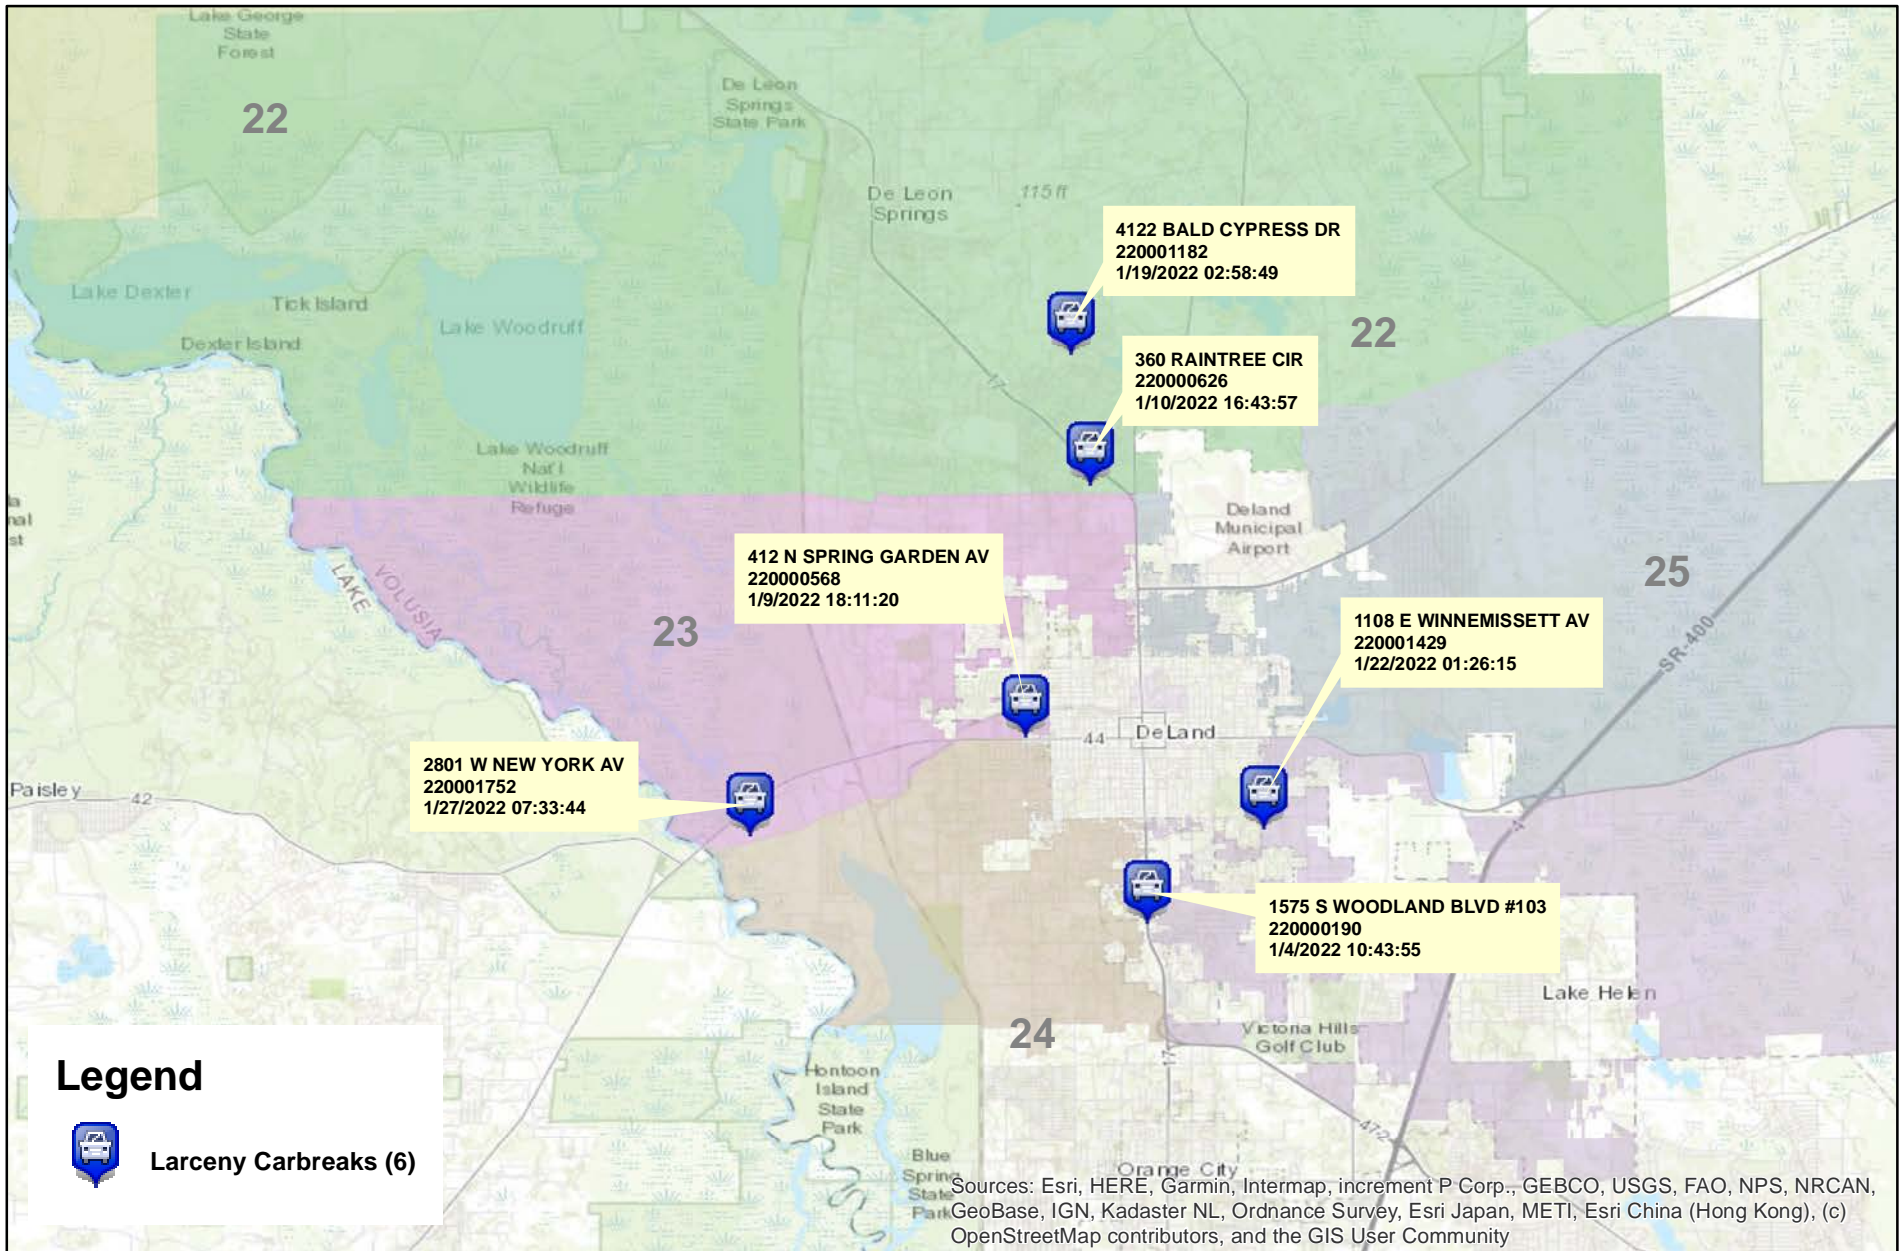 Lake George
State
Forest
22
De Leon
Springs
State Park
De Leon
Springs
115 ft
4122 BALD CYPRESS DR
220001182
1/19/2022 02:58:49
Lake Dexter
Tick Island
Lake Woodruff
Dexter Island
22
360 RAINTREE CIR
220000626
1/10/2022 16:43:57
17
Lake Woodruff
Nat'l
Wildlife
Refuge
la
nal
st
Deland
Municipal
Airport
412 N SPRING GARDEN AV
220000568
1/9/2022 18:11:20
LAKE
VOLUSIA
23
25
1108 E WINNEMISSETT AV
220001429
1/22/2022 01:26:15
SR-400
44
DeLand
2801 W NEW YORK AV
220001752
1/27/2022 07:33:44
Paisley
42
4
1575 S WOODLAND BLVD #103
220000190
1/4/2022 10:43:55
Lake Helen
24
Victoria Hills
Golf Club
17
Legend
Larceny Carbreaks (6)
Hontoon
Island
State
Park
472
Blue
Spring
State
Park
Orange City
Sources: Esri, HERE, Garmin, Intermap, increment P Corp., GEBCO, USGS, FAO, NPS, NRCAN,
GeoBase, IGN, Kadaster NL, Ordnance Survey, Esri Japan, METI, Esri China (Hong Kong), (c)
OpenStreetMap contributors, and the GIS User Community